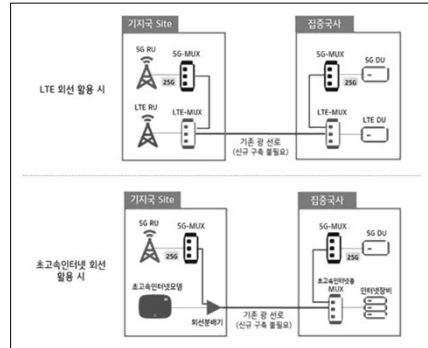 기지국 Site
집중국사
5G RU
5G-MUX
25G
5G-MUX
5G DU
25G
LTE 회선 활용 시
LTE RU
LTE-MUX
LTE-MUX
LTE DU
기존 광 선로
(신규 구축 불필요)
기지국 Site
집중국사
5G RU
5G-MUX
25G
5G-MUX
5G DU
25G
초고속인터넷 회선
활용 시
초고속인터넷모뎀
회선분배기
초고속인터넷용
MUX
인터넷장비
기존 광 선로
(신규 구축 불필요)